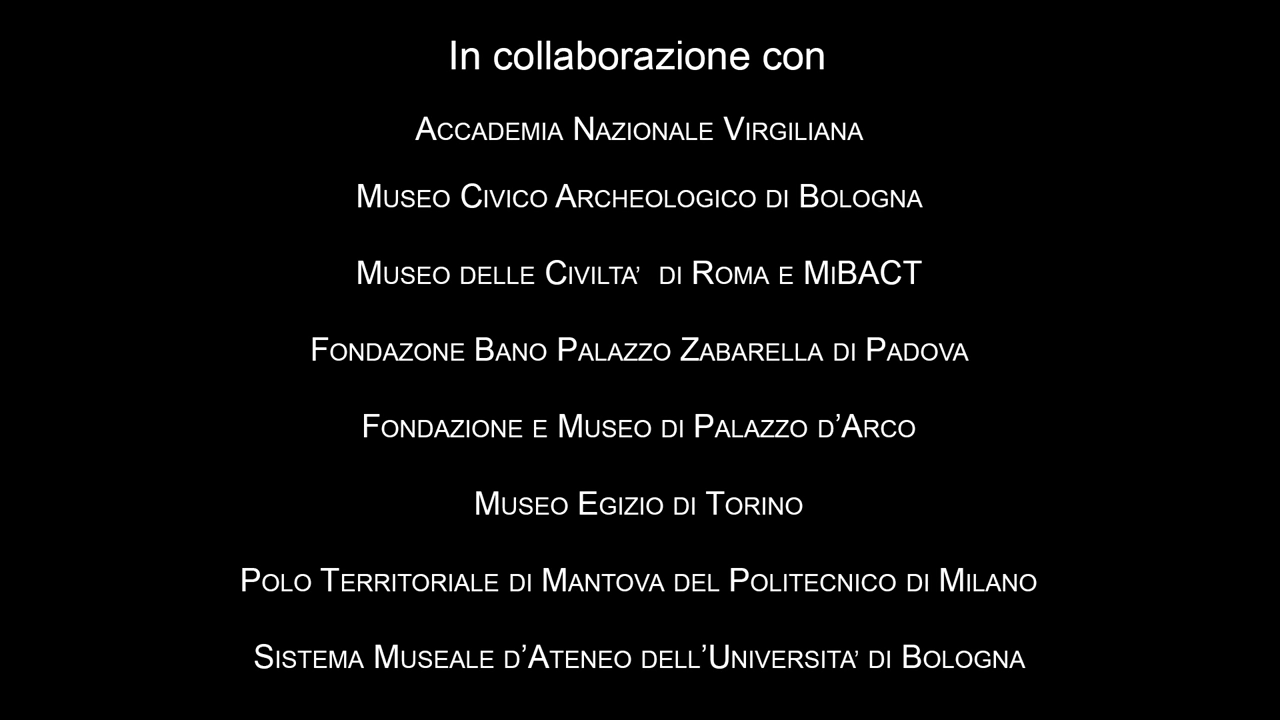 In collaborazione con
Accademia Nazionale Virgiliana
Museo Civico Archeologico di Bologna
Museo delle Civilta’ di Roma e MiBACT
Fondazone Bano Palazzo Zabarella di Padova
Fondazione e Museo di Palazzo d’Arco
Museo Egizio di Torino
Polo Territoriale di Mantova del Politecnico di Milano
Sistema Museale d’Ateneo dell’Universita’ di Bologna